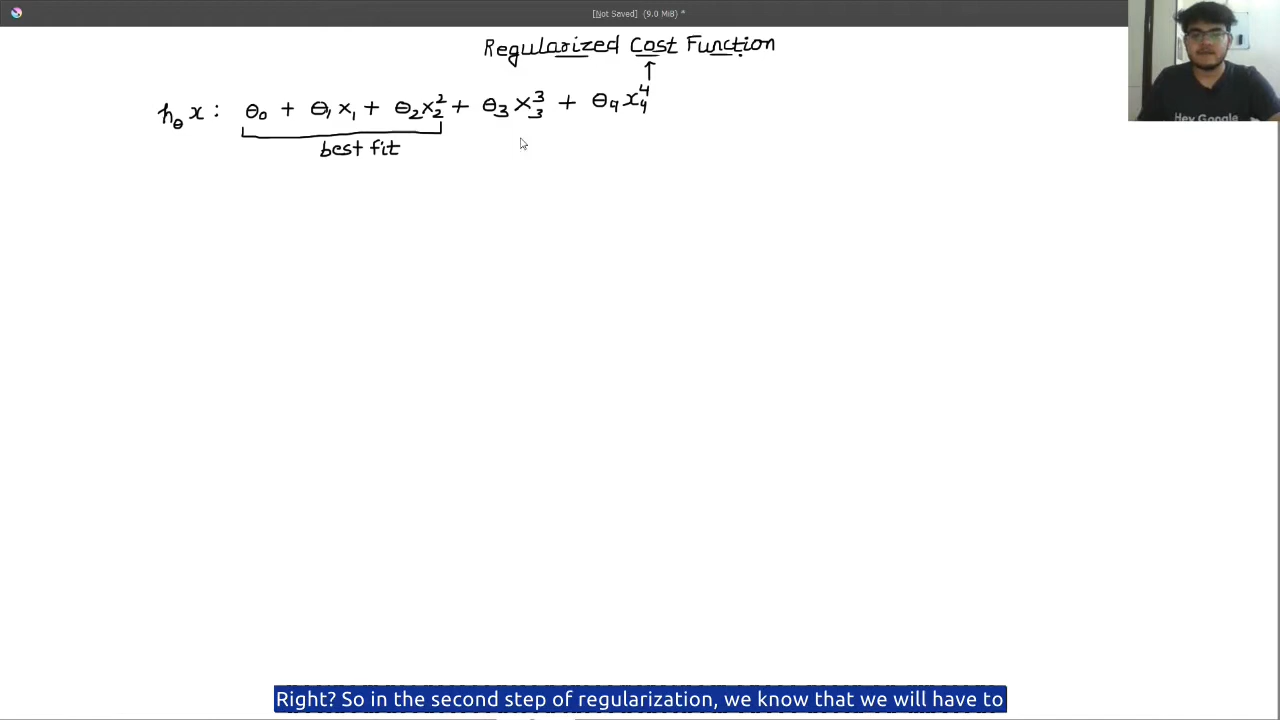 [Not Saved] (9.0 MiB) *
Regularized Cost Function
hθ x : θ₀ + θ₁x₁ + θ₂x₂² + θ₃x₃³ + θ₄x₄⁴
best fit
Hey Google
Right? So in the second step of regularization, we know that we will have to